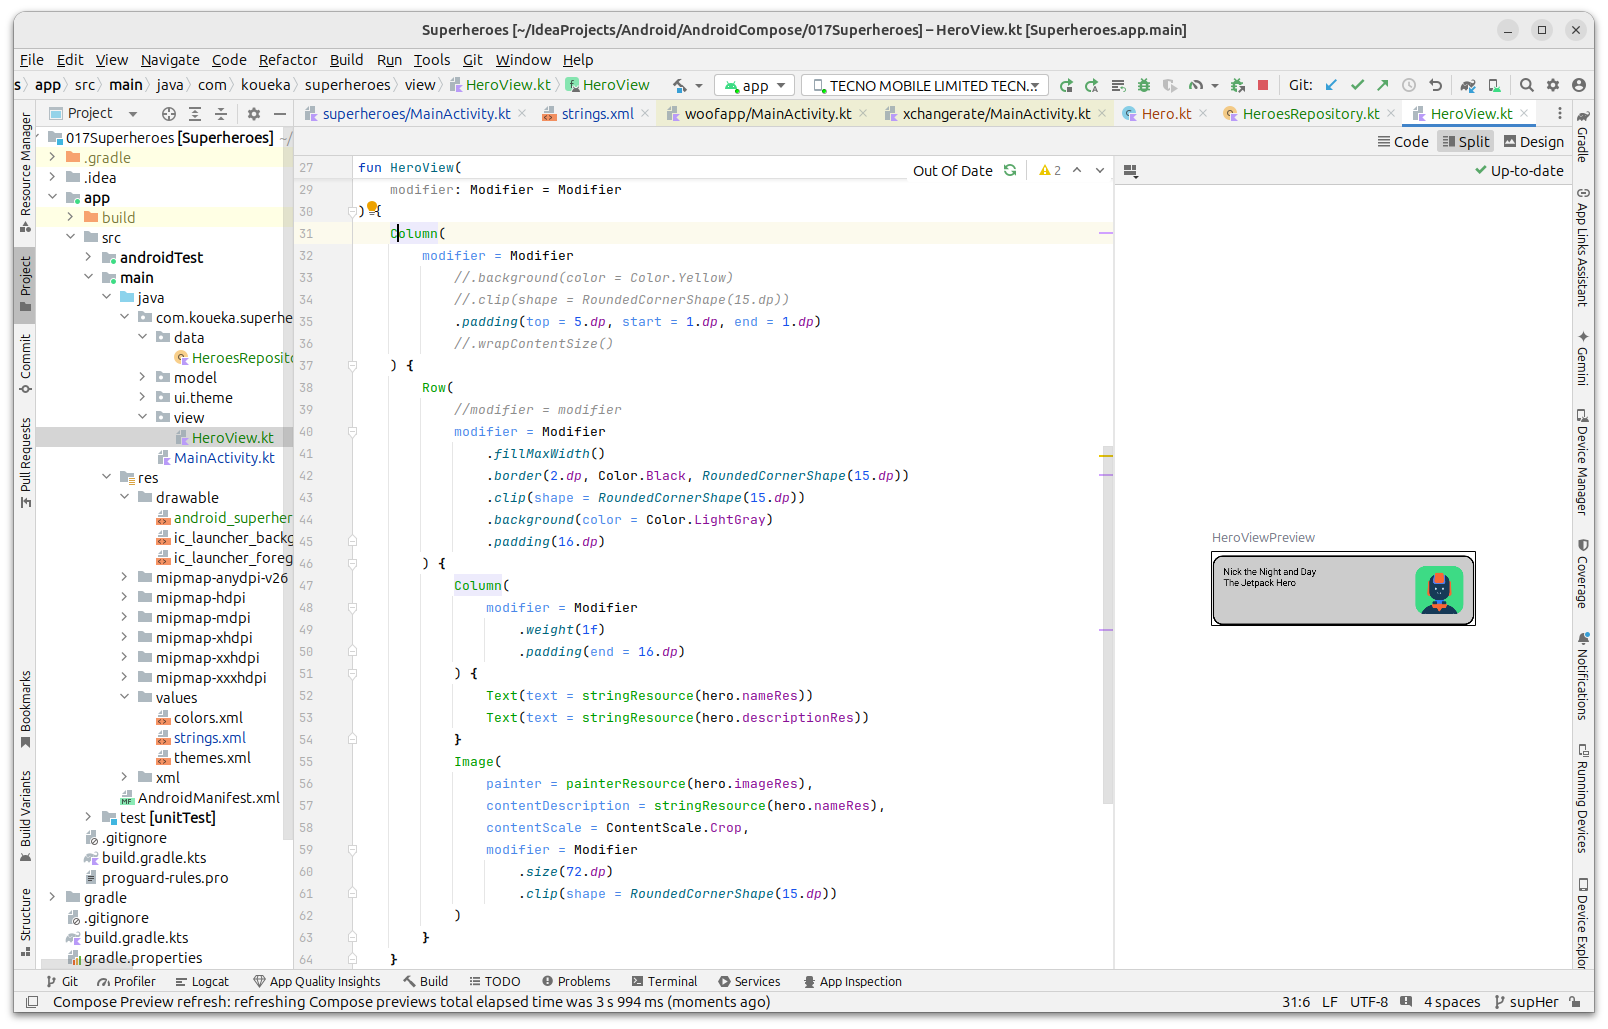 Superheroes [~/IdeaProjects/Android/AndroidCompose/017Superheroes] – HeroView.kt [Superheroes.app.main]
File Edit View Navigate Code Refactor Build Run Tools Git Window Help
s app src main java com koueka superheroes view HeroView.kt HeroView app TECNO MOBILE LIMITED TECN.. Git:
Project superheroes/MainActivity.kt strings.xml woofapp/MainActivity.kt xchangerate/MainActivity.kt Hero.kt HeroesRepository.kt HeroView.kt
Code Split Design
Out Of Date 2 Up-to-date
Resource Manager
Project
Commit
Pull Requests
Bookmarks
Build Variants
Structure
017Superheroes [Superheroes] ~/
.gradle
.idea
app
build
src
androidTest
main
java
com.koueka.superhe
data
HeroesReposito
model
ui.theme
view
HeroView.kt
MainActivity.kt
res
drawable
android_superher
ic_launcher_backg
ic_launcher_foreg
mipmap-anydpi-v26
mipmap-hdpi
mipmap-mdpi
mipmap-xhdpi
mipmap-xxhdpi
mipmap-xxxhdpi
values
colors.xml
strings.xml
themes.xml
xml
AndroidManifest.xml
test [unitTest]
.gitignore
build.gradle.kts
proguard-rules.pro
gradle
.gitignore
build.gradle.kts
gradle.properties
27 fun HeroView(
29 modifier: Modifier = Modifier
30 ) {
31 Column(
32 modifier = Modifier
33 //.background(color = Color.Yellow)
34 //.clip(shape = RoundedCornerShape(15.dp))
35 .padding(top = 5.dp, start = 1.dp, end = 1.dp)
36 //.wrapContentSize()
37 ) {
38 Row(
39 //modifier = modifier
40 modifier = Modifier
41 .fillMaxWidth()
42 .border(2.dp, Color.Black, RoundedCornerShape(15.dp))
43 .clip(shape = RoundedCornerShape(15.dp))
44 .background(color = Color.LightGray)
45 .padding(16.dp)
46 ) {
47 Column(
48 modifier = Modifier
49 .weight(1f)
50 .padding(end = 16.dp)
51 ) {
52 Text(text = stringResource(hero.nameRes))
53 Text(text = stringResource(hero.descriptionRes))
54 }
55 Image(
56 painter = painterResource(hero.imageRes),
57 contentDescription = stringResource(hero.nameRes),
58 contentScale = ContentScale.Crop,
59 modifier = Modifier
60 .size(72.dp)
61 .clip(shape = RoundedCornerShape(15.dp))
62 )
63 }
64 }
HeroViewPreview
Nick the Night and Day
The Jetpack Hero
Gradle
App Links Assistant
Gemini
Device Manager
Coverage
Notifications
Running Devices
Device Explor
Git Profiler Logcat App Quality Insights Build TODO Problems Terminal Services App Inspection
Compose Preview refresh: refreshing Compose previews total elapsed time was 3 s 994 ms (moments ago) 31:6 LF UTF-8 4 spaces supHer